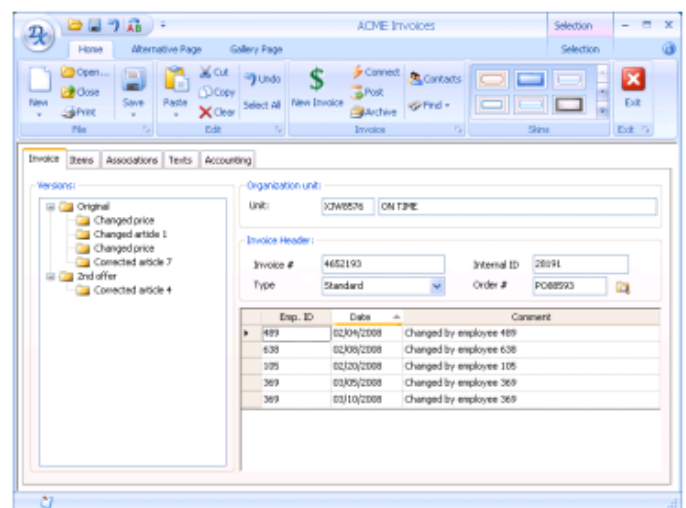 ACME Invoices
Selection
Home Alternative Page Gallery Page Selection
New Open... Close Print Save Paste Cut Copy Clear Undo Select All New Invoice Connect Post Archive Contacts Find Exit
File Edit Invoice Skins Exit
Invoice Items Associations Texts Accounting
Versions:
Original
Changed price
Changed article 1
Changed price
Corrected article 7
2nd offer
Corrected article 4
Organization unit:
Unit: XJW8576 ON TIME
Invoice Header:
Invoice # 4652193 Internal ID 28191
Type Standard Order # PO88593
Emp. ID Date Comment
489 02/04/2008 Changed by employee 489
638 02/08/2008 Changed by employee 638
105 02/20/2008 Changed by employee 105
369 03/05/2008 Changed by employee 369
369 03/10/2008 Changed by employee 369